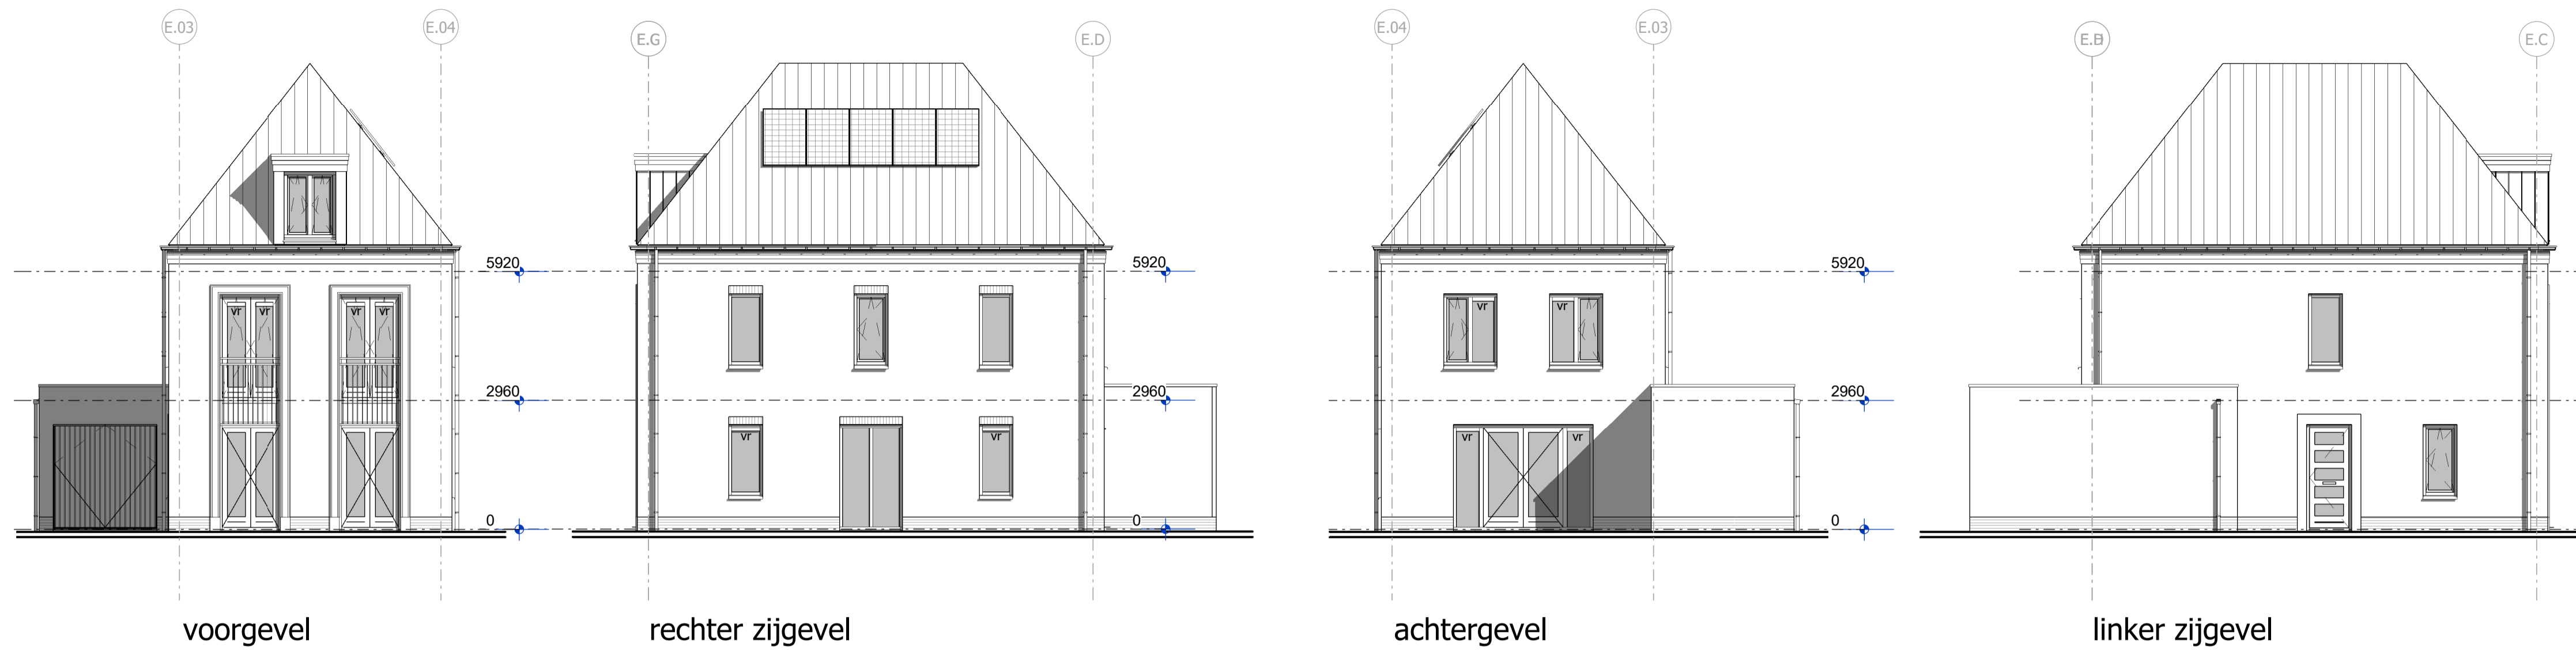 E.03
E.04
E.G
E.D
E.04
E.03
E.C
5920
5920
5920
vr vr vr vr
vr vr
2960
2960
2960
vr vr
vr vr
0
0
0
voorgevel
rechter zijgevel
achtergevel
linker zijgevel